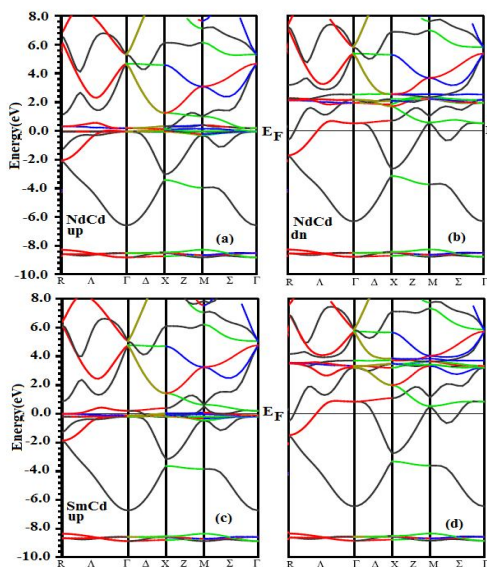 8.0
6.0
4.0
2.0
0.0
-2.0
-4.0
-6.0
-8.0
-10.0
Energy(eV)
NdCd
up
(a)
E F
NdCd
dn
(b)
R Λ Γ Δ X Z M Σ Γ
R Λ Γ Δ X Z M Σ Γ
8.0
6.0
4.0
2.0
0.0
-2.0
-4.0
-6.0
-8.0
-10.0
Energy(eV)
SmCd
up
(c)
E F
(d)
R Λ Γ Δ X Z M Σ Γ
R Λ Γ Δ X Z M Σ Γ